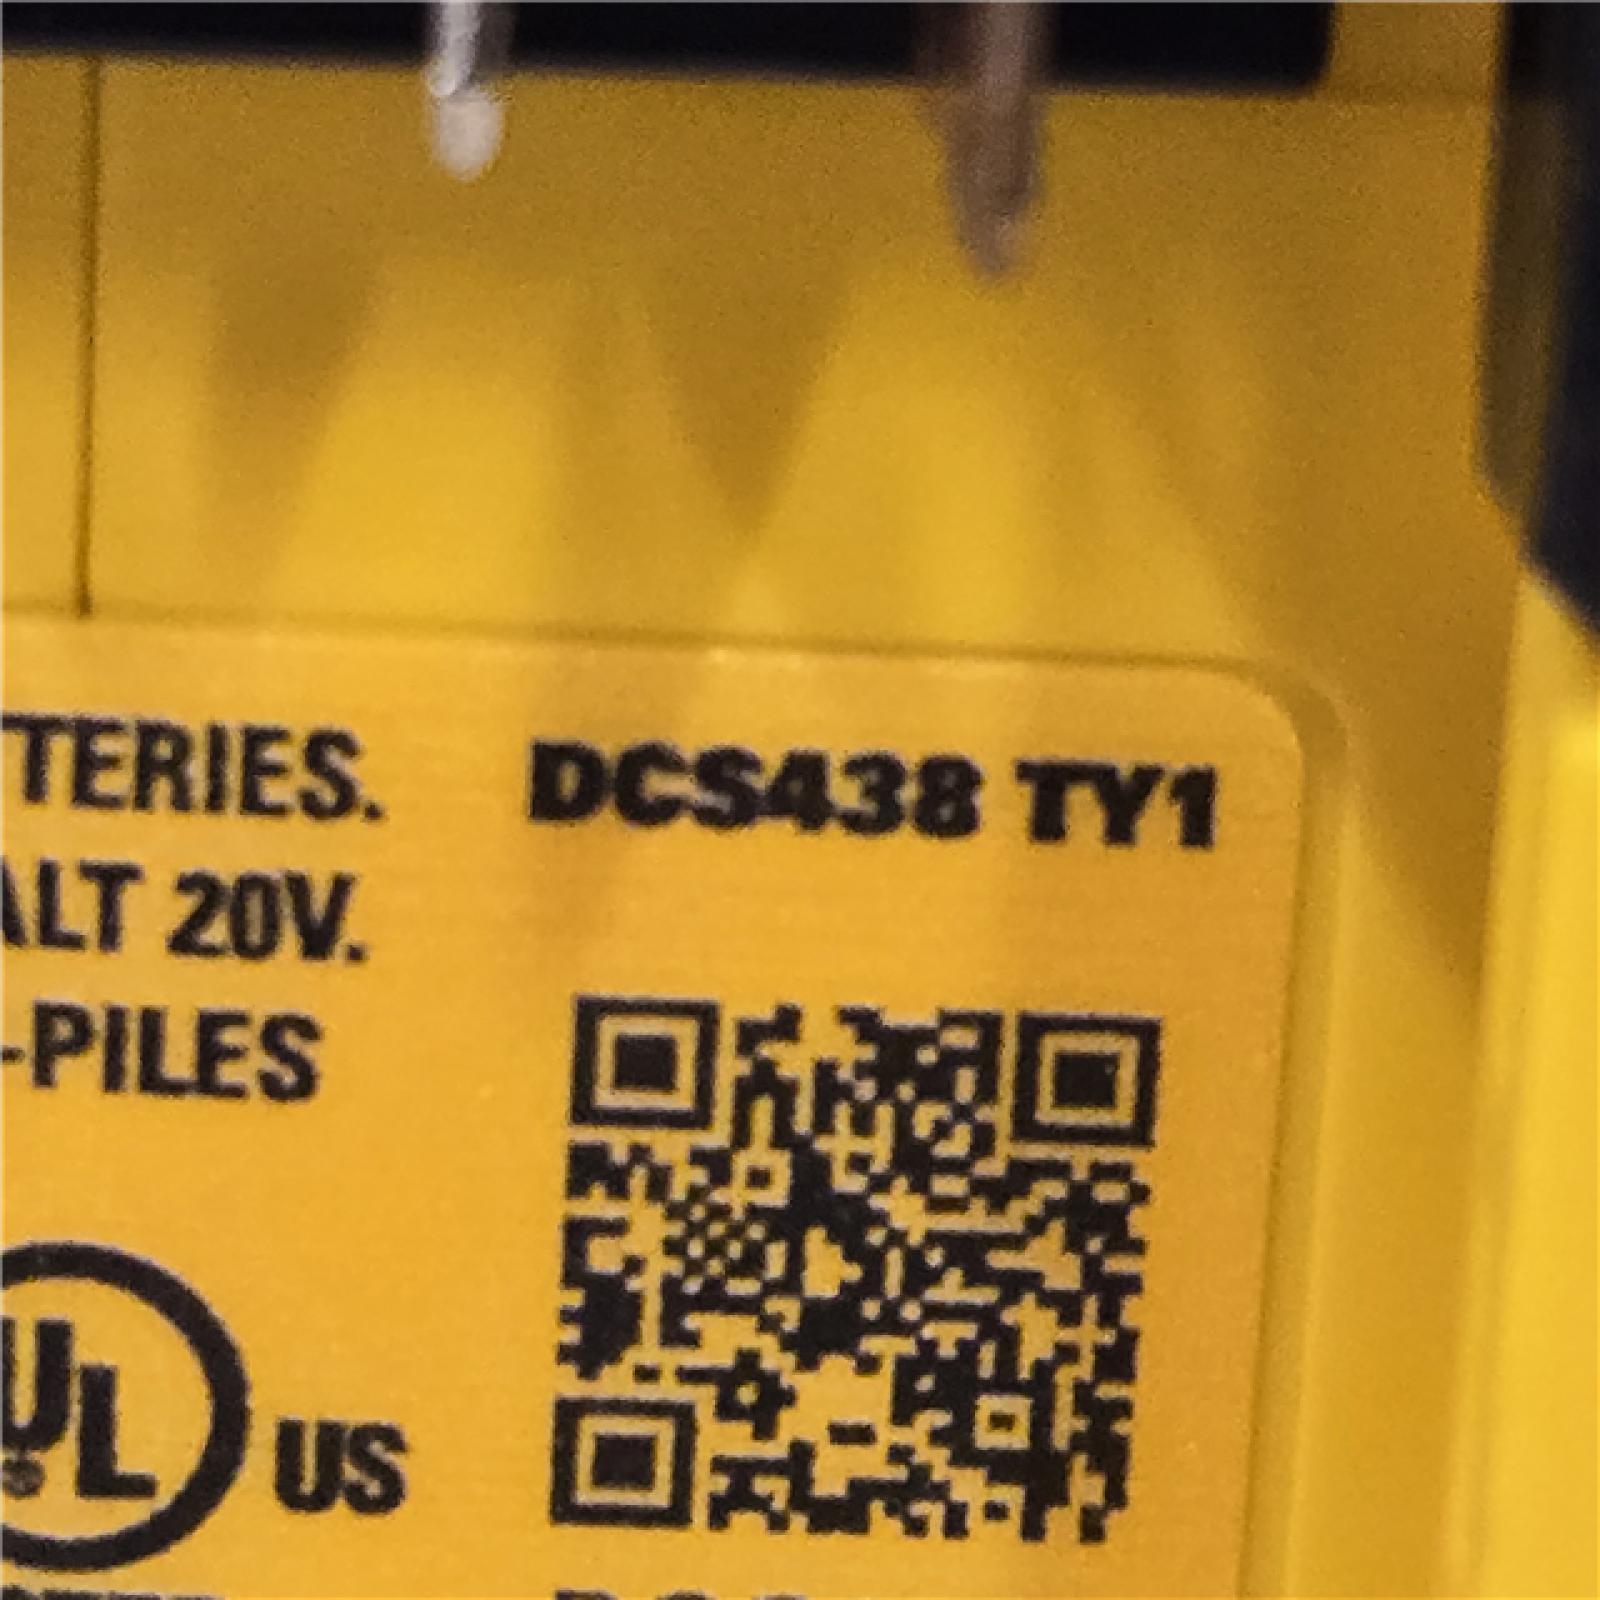 TERIES.
DCS438 TY1
ALT 20V.
-PILES
UL
US